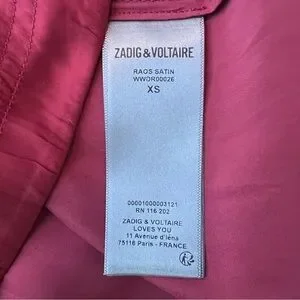 ZADIG & VOLTAIRE
RAOS SATIN
WWDR00026
XS
00001000003121
RN 116 202
ZADIG & VOLTAIRE
LOVES YOU
11 Avenue d'Iéna
75116 Paris - FRANCE